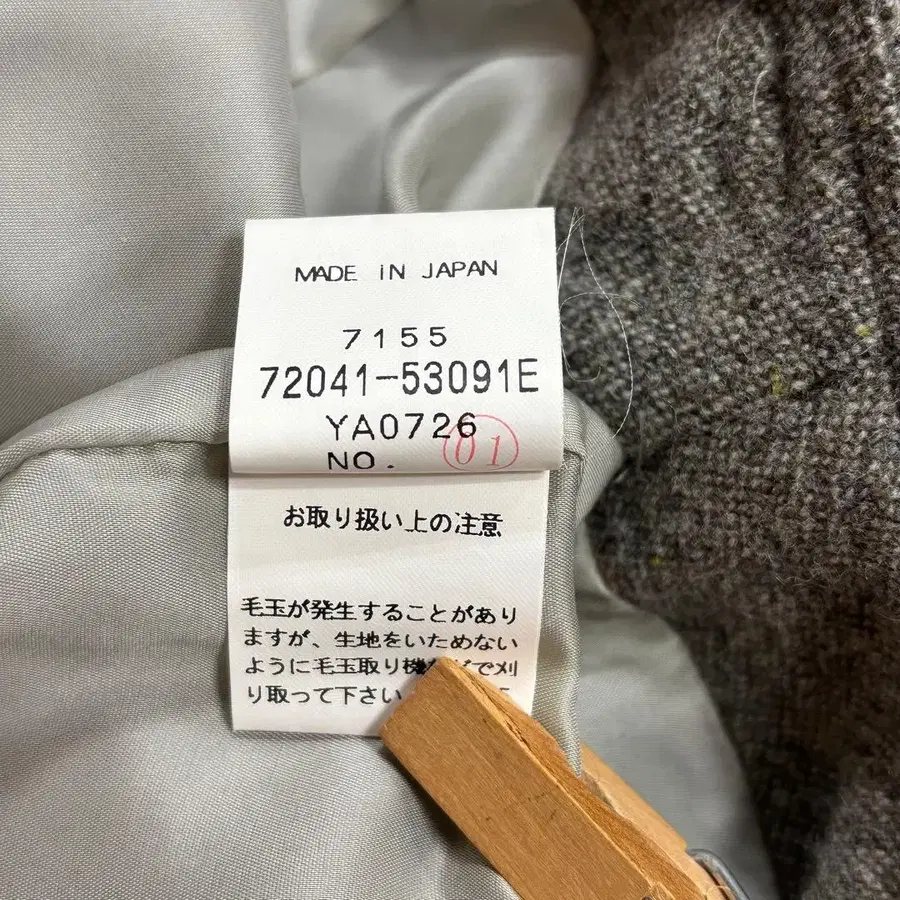 MADE IN JAPAN
7155
72041-53091E
YA0726
NO. 01
お取り扱い上の注意
毛玉が発生することがあり
ますが、生地をいためない
ように毛玉取り機 で刈
り取って下さい